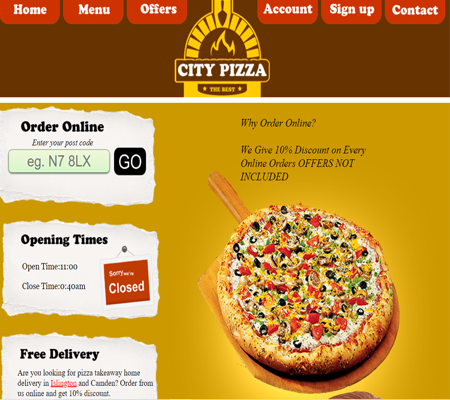 Home
Menu
Offers
Account
Sign up
Contact
CITY PIZZA
THE BEST
Order Online
Enter your post code
eg. N7 8LX
GO
Why Order Online?
We Give 10% Discount on Every
Online Orders OFFERS NOT
INCLUDED
Opening Times
Open Time:11:00
Close Time:0:40am
Sorry we're
Closed
Free Delivery
Are you looking for pizza takeaway home
delivery in Islington and Camden? Order from
us online and get 10% discount.